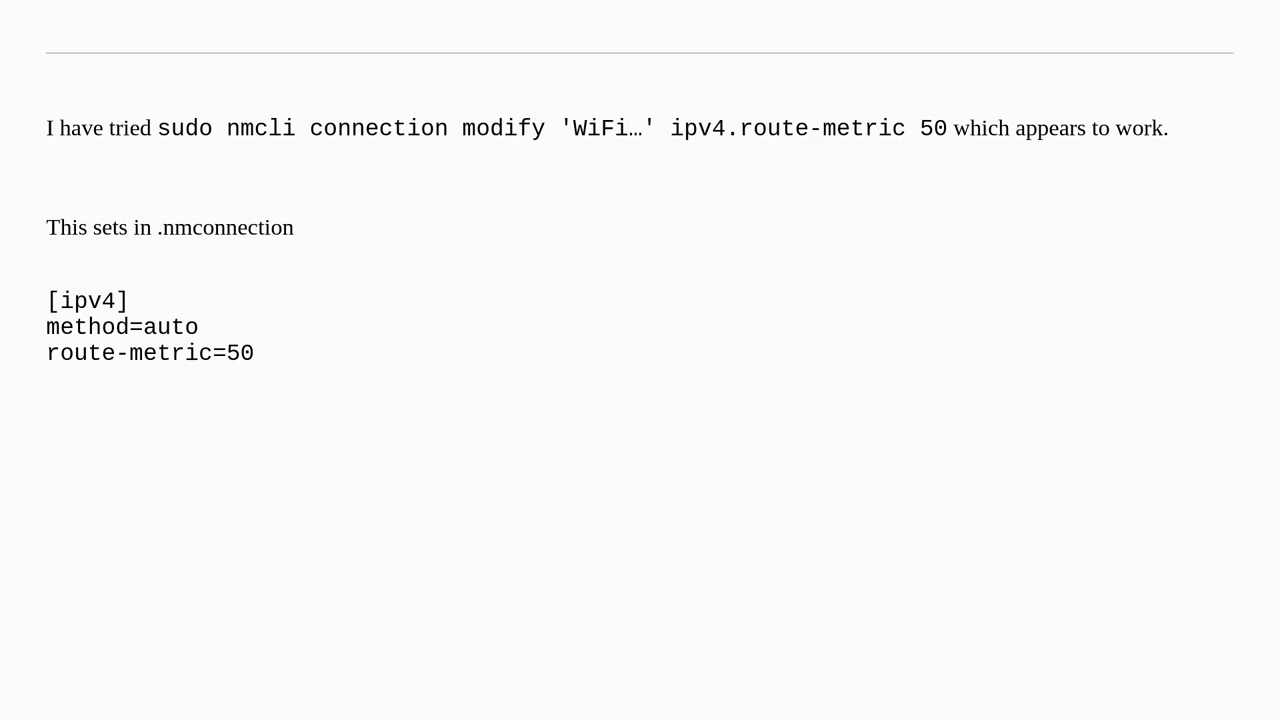 I have tried sudo nmcli connection modify 'WiFi…' ipv4.route-metric 50 which appears to work.
This sets in .nmconnection
[ipv4]
method=auto
route-metric=50